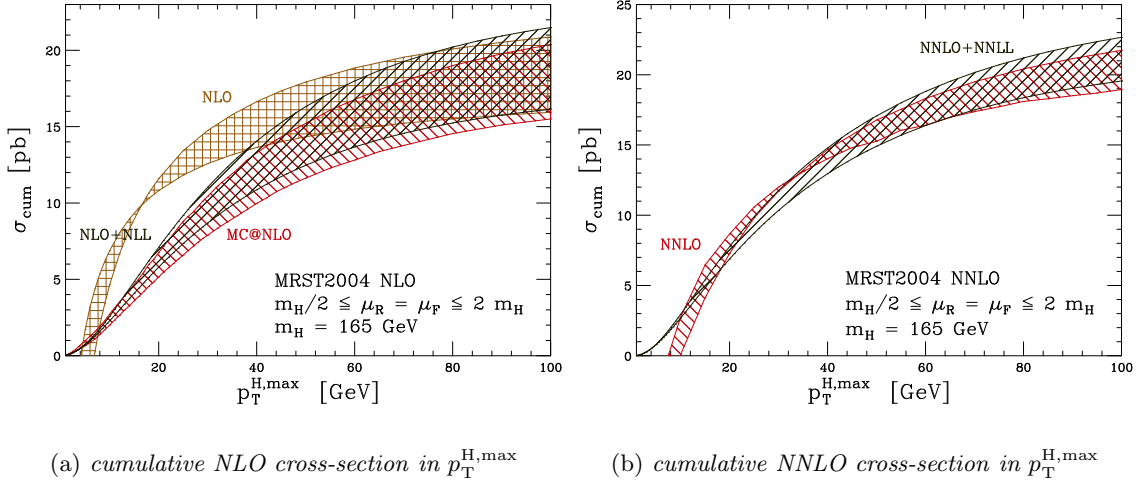 20
15
10
5
0
σcum [pb]
NLO
NLO+NLL
MC@NLO
MRST2004 NLO
m_H/2 ≦ μ_R = μ_F ≦ 2 m_H
m_H = 165 GeV
20 40 60 80 100
p_T^{H,max} [GeV]
(a) cumulative NLO cross-section in p_T^{H,max}
25
20
15
10
5
0
σcum [pb]
NNLO+NNLL
NNLO
MRST2004 NNLO
m_H/2 ≦ μ_R = μ_F ≦ 2 m_H
m_H = 165 GeV
20 40 60 80 100
p_T^{H,max} [GeV]
(b) cumulative NNLO cross-section in p_T^{H,max}